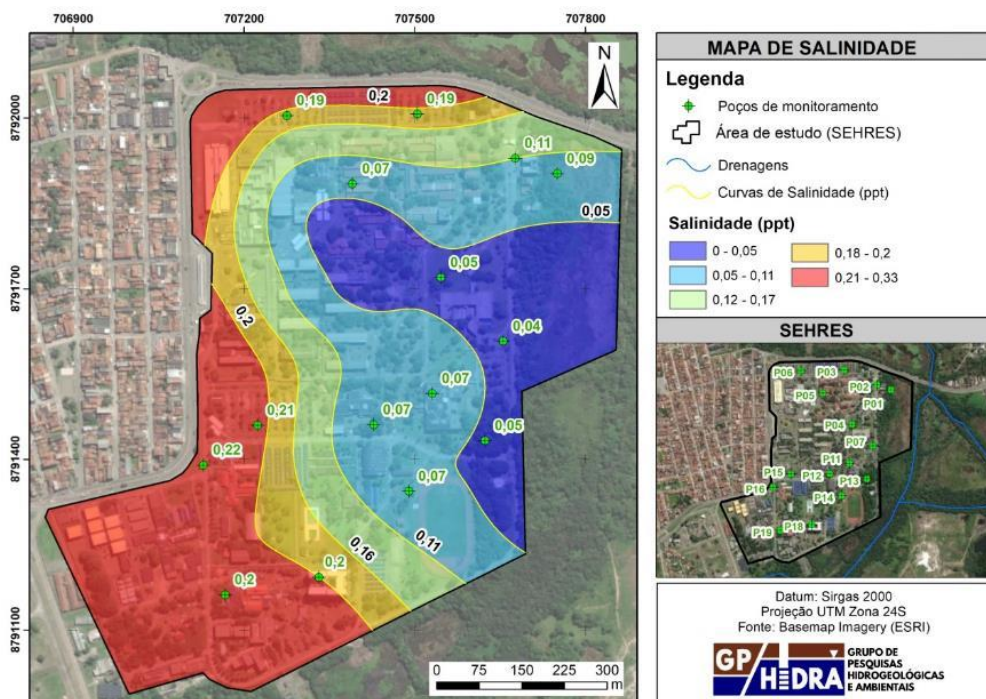 706900
707200
707500
707800
8792000
8791700
8791400
8791100
N
0,2
0,19
0,19
0,11
0,09
0,07
0,05
0,05
0,04
0,2
0,07
0,21
0,07
0,05
0,22
0,07
0,16
0,11
0,2
0,2
0 75 150 225 300
m
MAPA DE SALINIDADE
Legenda
Poços de monitoramento
Área de estudo (SEHRES)
Drenagens
Curvas de Salinidade (ppt)
Salinidade (ppt)
0 - 0,05
0,05 - 0,11
0,12 - 0,17
0,18 - 0,2
0,21 - 0,33
SEHRES
P06
P03
P05
P02
P01
P04
P07
P11
P15
P12
P13
P16
P14
P19
P18
Datum: Sirgas 2000
Projeção UTM Zona 24S
Fonte: Basemap Imagery (ESRI)
GP HIDRA
GRUPO DE
PESQUISAS
HIDROGEOLÓGICAS
E AMBIENTAIS